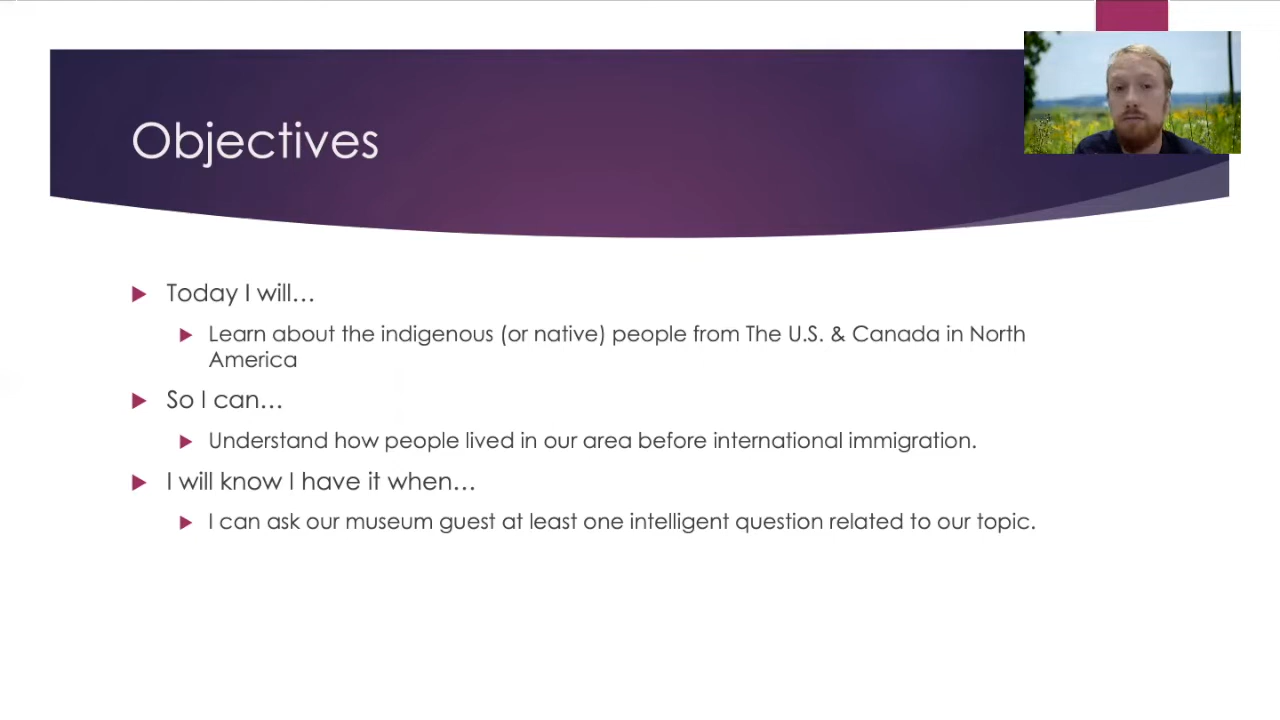 Objectives
Today I will…
Learn about the indigenous (or native) people from The U.S. & Canada in North
America
So I can…
Understand how people lived in our area before international immigration.
I will know I have it when…
I can ask our museum guest at least one intelligent question related to our topic.